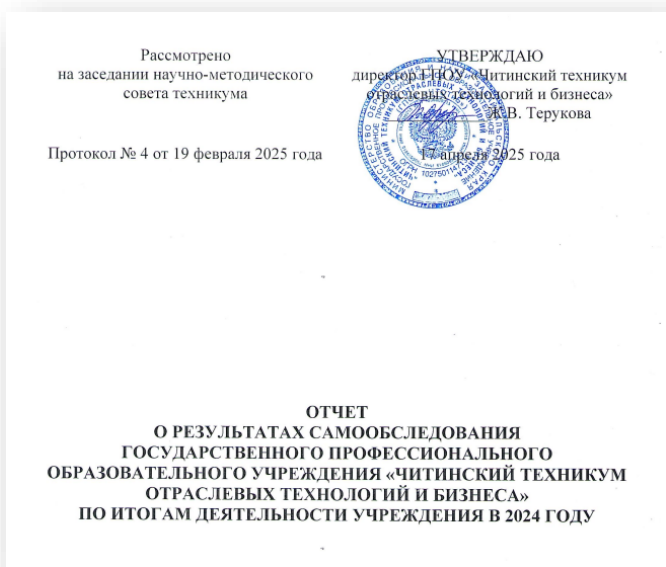 Рассмотрено
на заседании научно-методического
совета техникума
Протокол № 4 от 19 февраля 2025 года
УТВЕРЖДАЮ
директор ГПОУ «Читинский техникум
отраслевых технологий и бизнеса»
Ж.В. Терукова
17 апреля 2025 года
ОТЧЕТ
О РЕЗУЛЬТАТАХ САМООБСЛЕДОВАНИЯ
ГОСУДАРСТВЕННОГО ПРОФЕССИОНАЛЬНОГО
ОБРАЗОВАТЕЛЬНОГО УЧРЕЖДЕНИЯ «ЧИТИНСКИЙ ТЕХНИКУМ
ОТРАСЛЕВЫХ ТЕХНОЛОГИЙ И БИЗНЕСА»
ПО ИТОГАМ ДЕЯТЕЛЬНОСТИ УЧРЕЖДЕНИЯ В 2024 ГОДУ